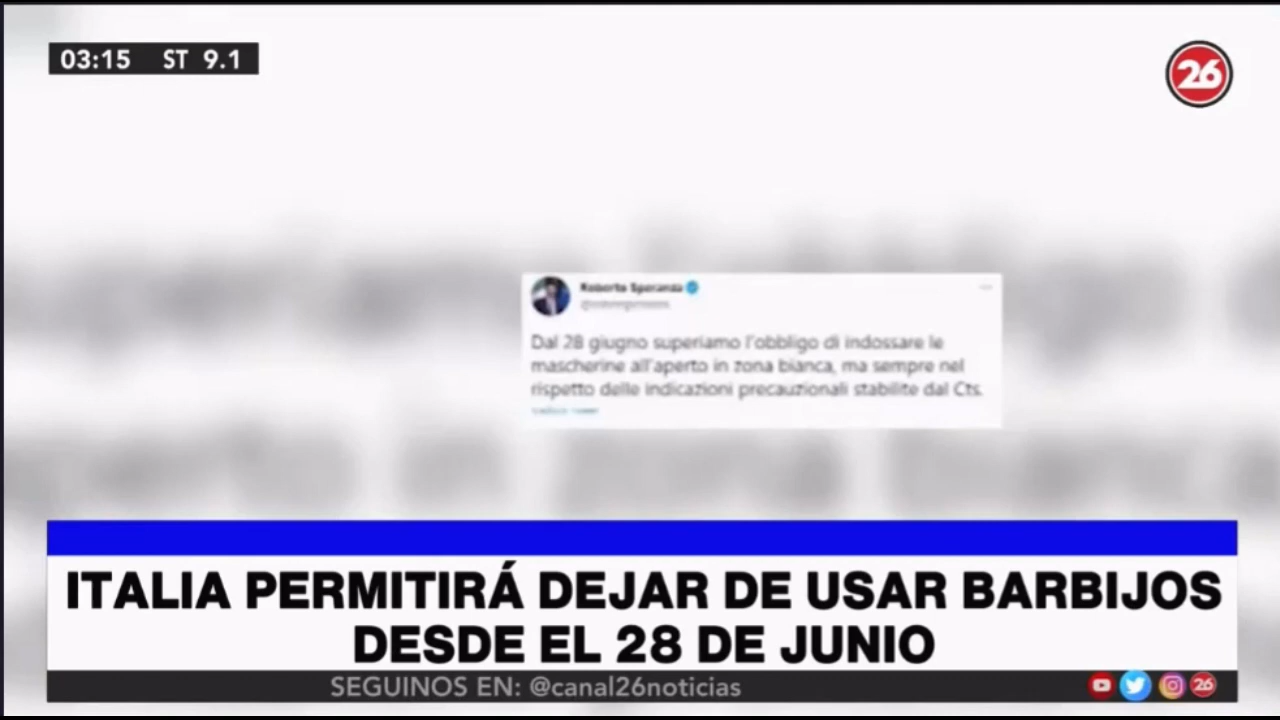 03:15 ST 9.1
26
Roberto Speranza
Dal 28 giugno superiamo l'obbligo di indossare le
mascherine all'aperto in zona bianca, ma sempre nel
rispetto delle indicazioni precauzionali stabilite dal Cts.
ITALIA PERMITIRÁ DEJAR DE USAR BARBIJOS
DESDE EL 28 DE JUNIO
SEGUINOS EN: @canal26noticias
26